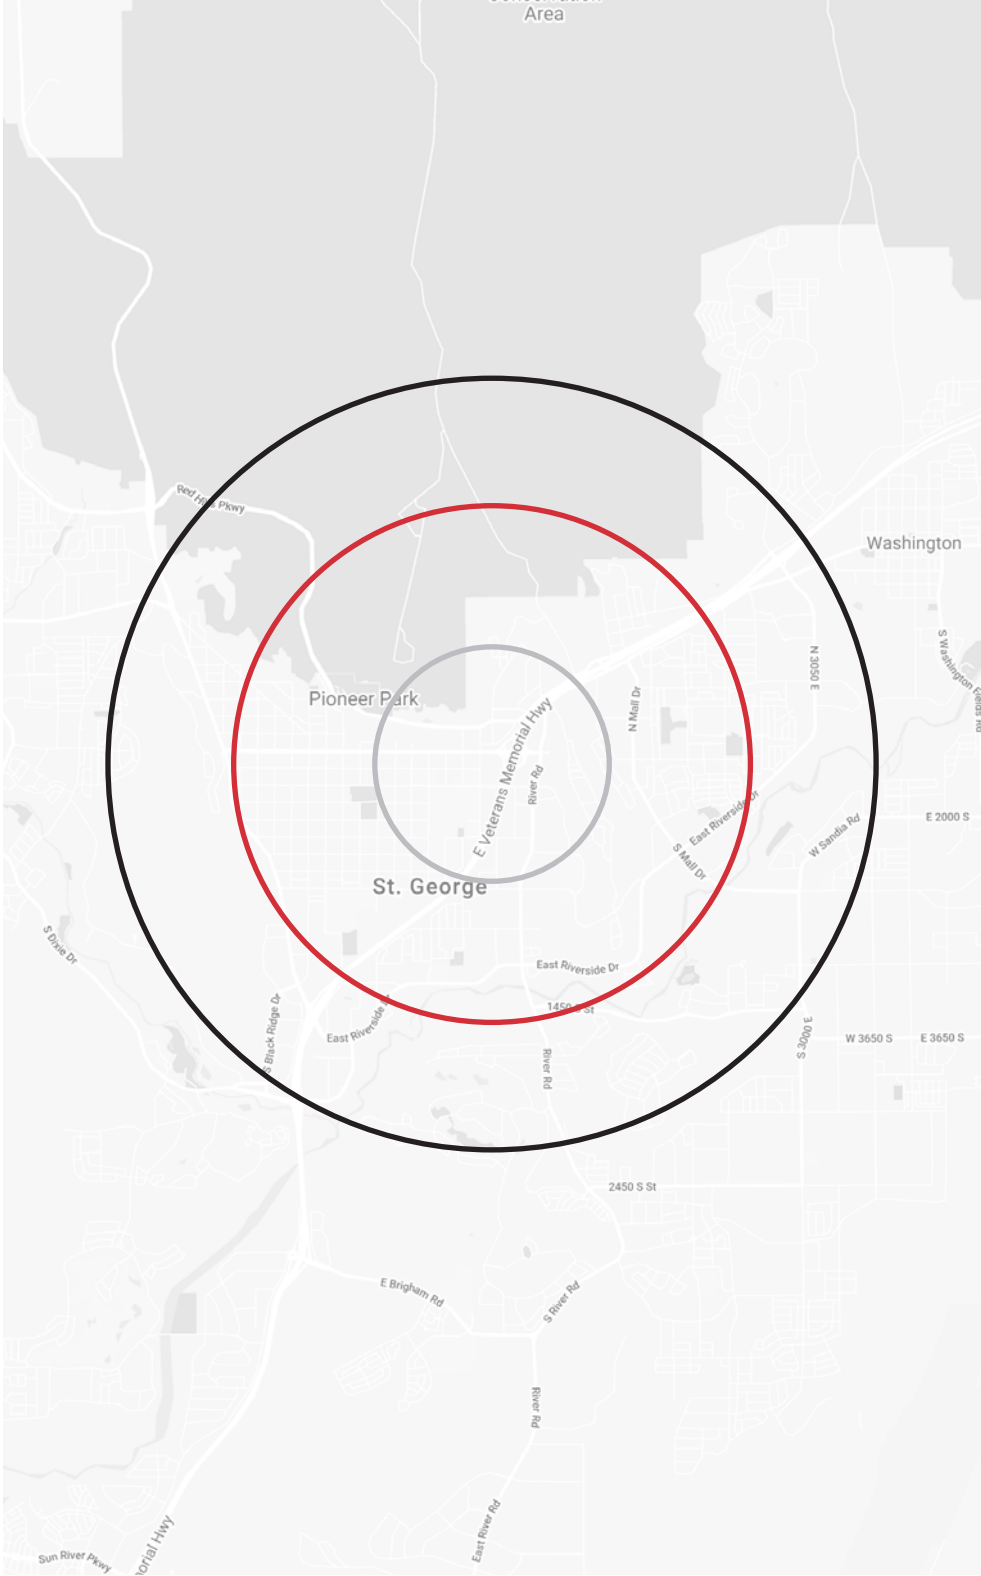 Conservation
Area
Red Hills Pkwy
Washington
N 3050 E
S Washington Fields Rd
Pioneer Park
N Mall Dr
E Veterans Memorial Hwy
River Rd
East Riverside Dr
W Sandia Rd
E 2000 S
S Mall Dr
St. George
S Dixie Dr
East Riverside Dr
1450 S St
S Black Ridge Dr
East Riverside Dr
S 3000 E
W 3650 S
E 3650 S
River Rd
2450 S St
E Brigham Rd
S River Rd
River Rd
East River Rd
orial Hwy
Sun River Pkwy